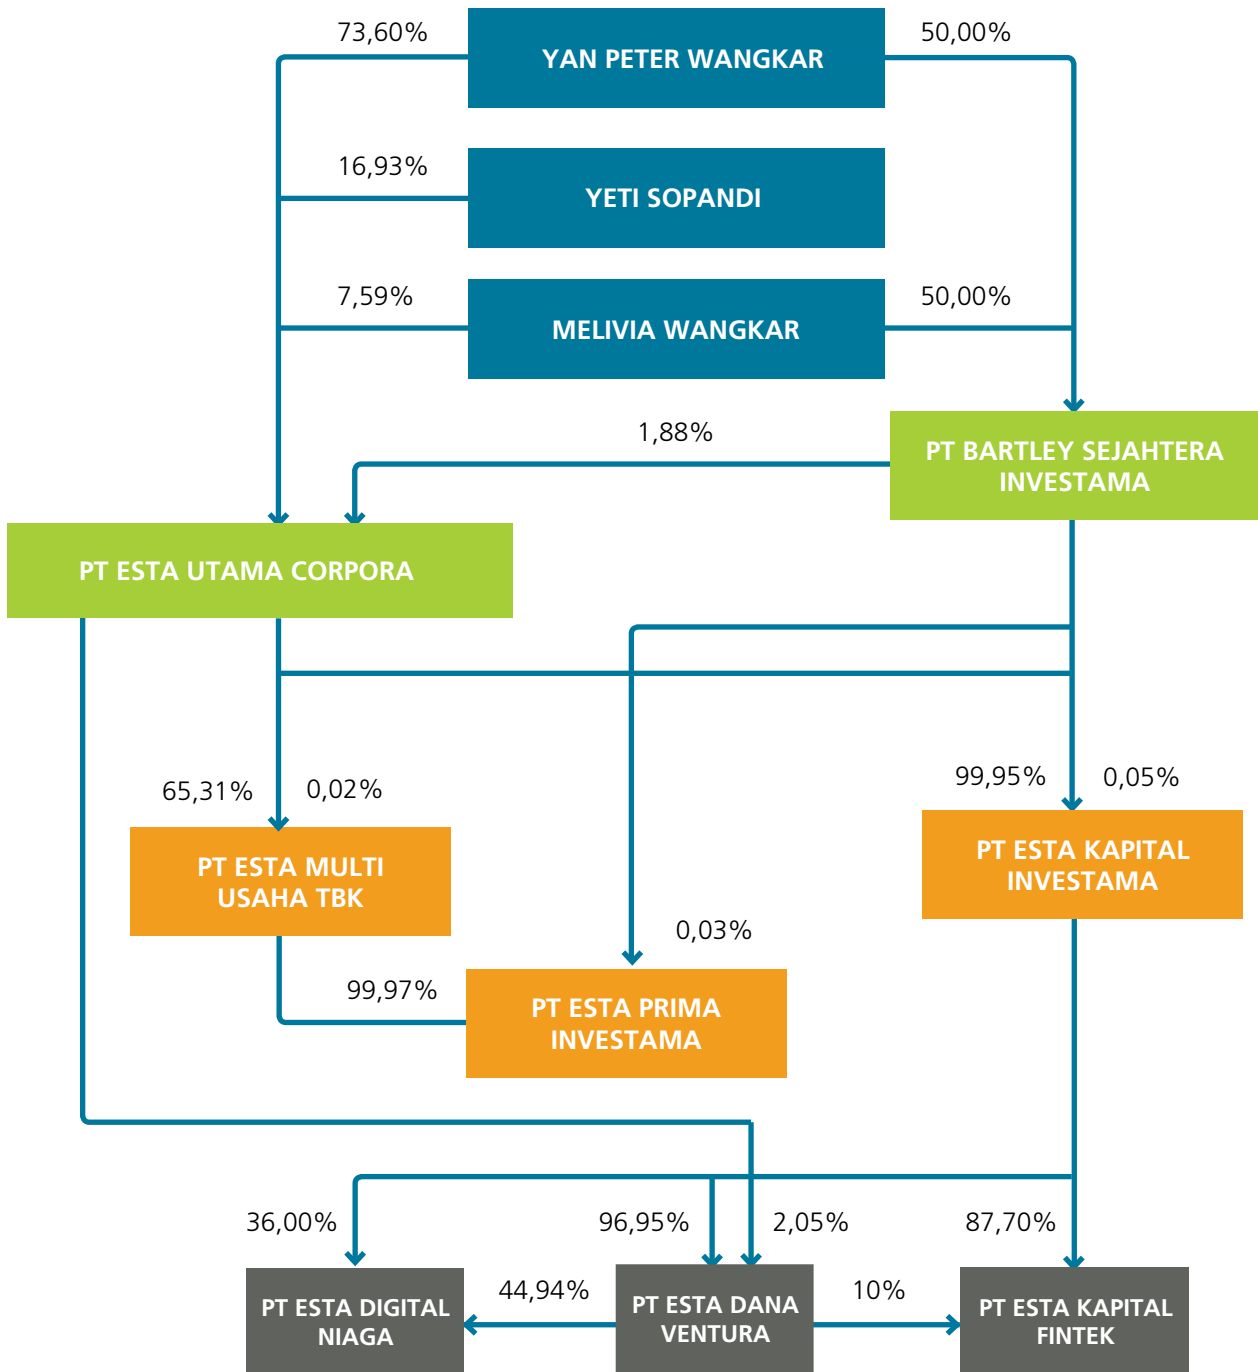 73,60%
YAN PETER WANGKAR
50,00%
16,93%
YETI SOPANDI
7,59%
MELIVIA WANGKAR
50,00%
1,88%
PT BARTLEY SEJAHTERA
INVESTAMA
PT ESTA UTAMA CORPORA
65,31%
0,02%
99,95%
0,05%
PT ESTA MULTI
USAHA TBK
PT ESTA KAPITAL
INVESTAMA
0,03%
99,97%
PT ESTA PRIMA
INVESTAMA
36,00%
96,95%
2,05%
87,70%
PT ESTA DIGITAL
NIAGA
44,94%
PT ESTA DANA
VENTURA
10%
PT ESTA KAPITAL
FINTEK